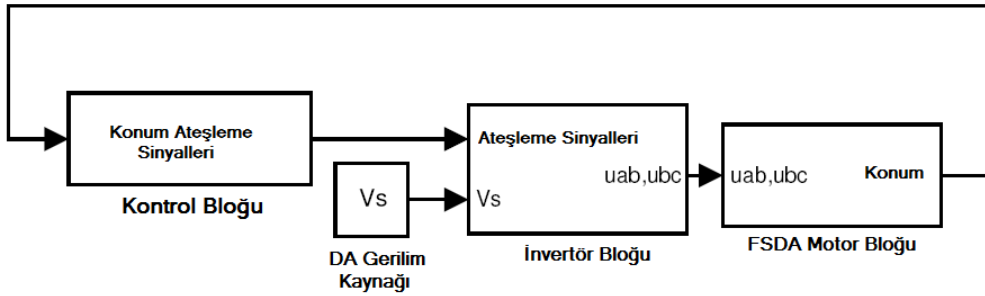 Konum Ateşleme
Sinyalleri
Kontrol Bloğu
Vs
DA Gerilim
Kaynağı
Ateşleme Sinyalleri
uab,ubc
Vs
İnvertör Bloğu
uab,ubc
Konum
FSDA Motor Bloğu